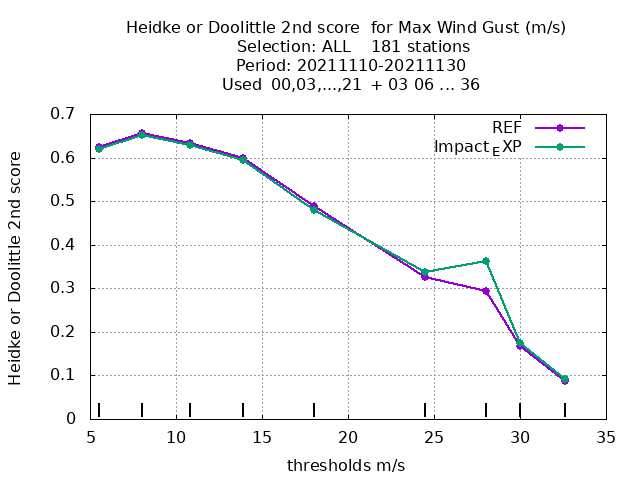 Heidke or Doolittle 2nd score  for Max Wind Gust (m/s)
Selection: ALL    181 stations
Period: 20211110-20211130
Used  00,03,...,21  + 03 06 ... 36
REF
Impact_EXP
0.7
0.6
0.5
0.4
0.3
0.2
0.1
0
Heidke or Doolittle 2nd score
5 10 15 20 25 30 35
thresholds m/s